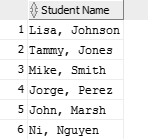 Student Name
1 Lisa, Johnson
2 Tammy, Jones
3 Mike, Smith
4 Jorge, Perez
5 John, Marsh
6 Ni, Nguyen